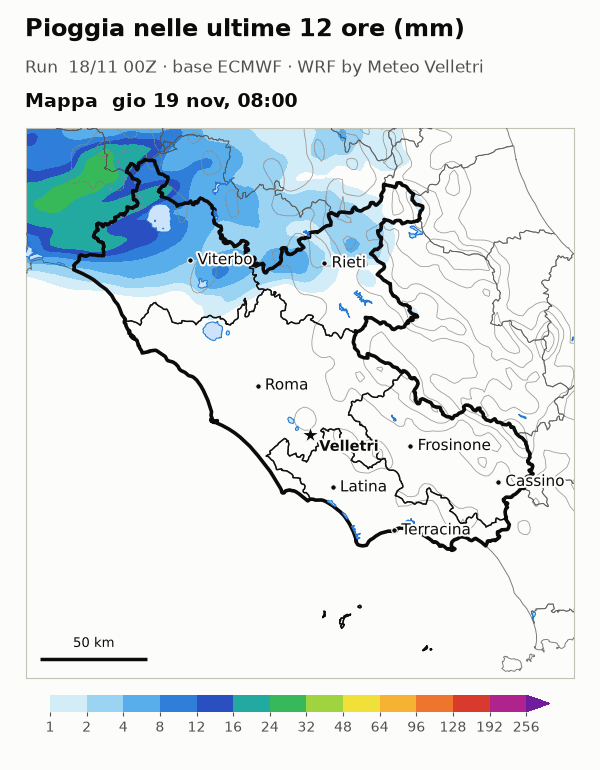 Pioggia nelle ultime 12 ore (mm)
Run  18/11 00Z · base ECMWF · WRF by Meteo Velletri
Mappa  gio 19 nov, 08:00
Viterbo
Rieti
Roma
Velletri
Frosinone
Latina
Cassino
Terracina
50 km
1 2 4 8 12 16 24 32 48 64 96 128 192 256